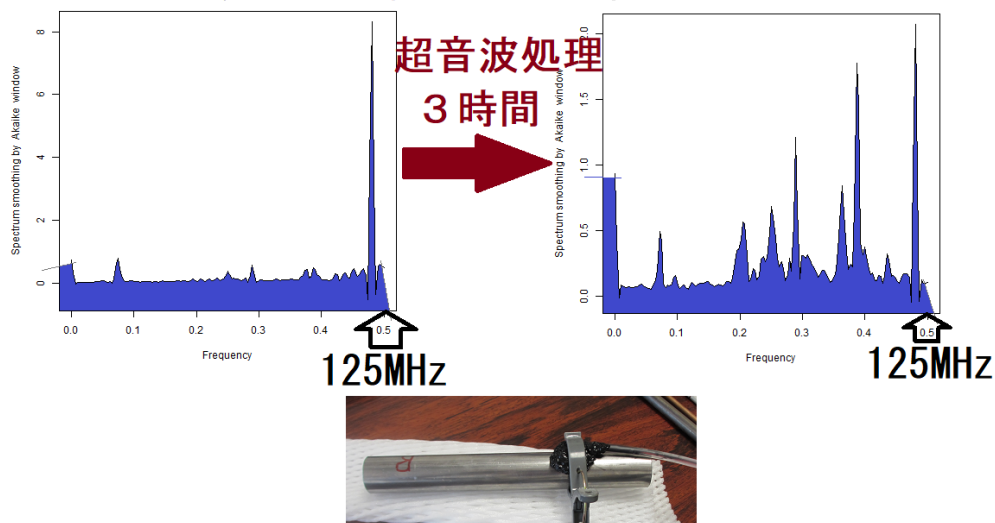 超音波処理
３時間
Spectrum smoothing by Akaike window
8
6
4
2
0
0.0 0.1 0.2 0.3 0.4 0.5
Frequency
125MHz
Spectrum smoothing by Akaike window
2.0
1.5
1.0
0.5
0.0
0.0 0.1 0.2 0.3 0.4 0.5
Frequency
125MHz